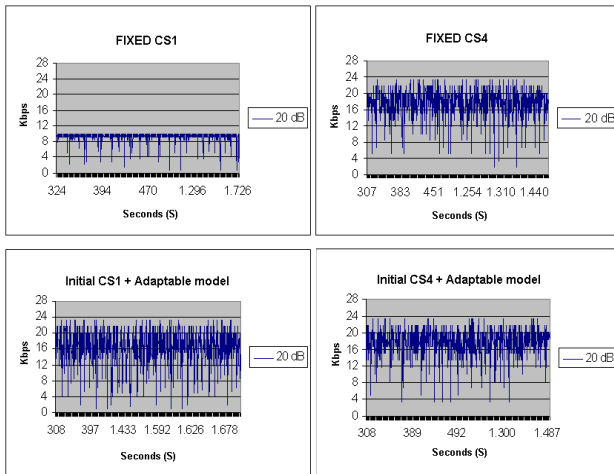 FIXED CS1
Kbps
28
24
20
16
12
8
4
0
324 394 470 1.296 1.726
Seconds (S)
20 dB
FIXED CS4
Kbps
28
24
20
16
12
8
4
0
307 383 451 1.254 1.310 1.440
Seconds (S)
20 dB
Initial CS1 + Adaptable model
Kbps
28
24
20
16
12
8
4
0
308 397 1.433 1.592 1.626 1.678
Seconds (S)
20 dB
Initial CS4 + Adaptable model
Kbps
28
24
20
16
12
8
4
0
308 389 492 1.300 1.487
Seconds (S)
20 dB